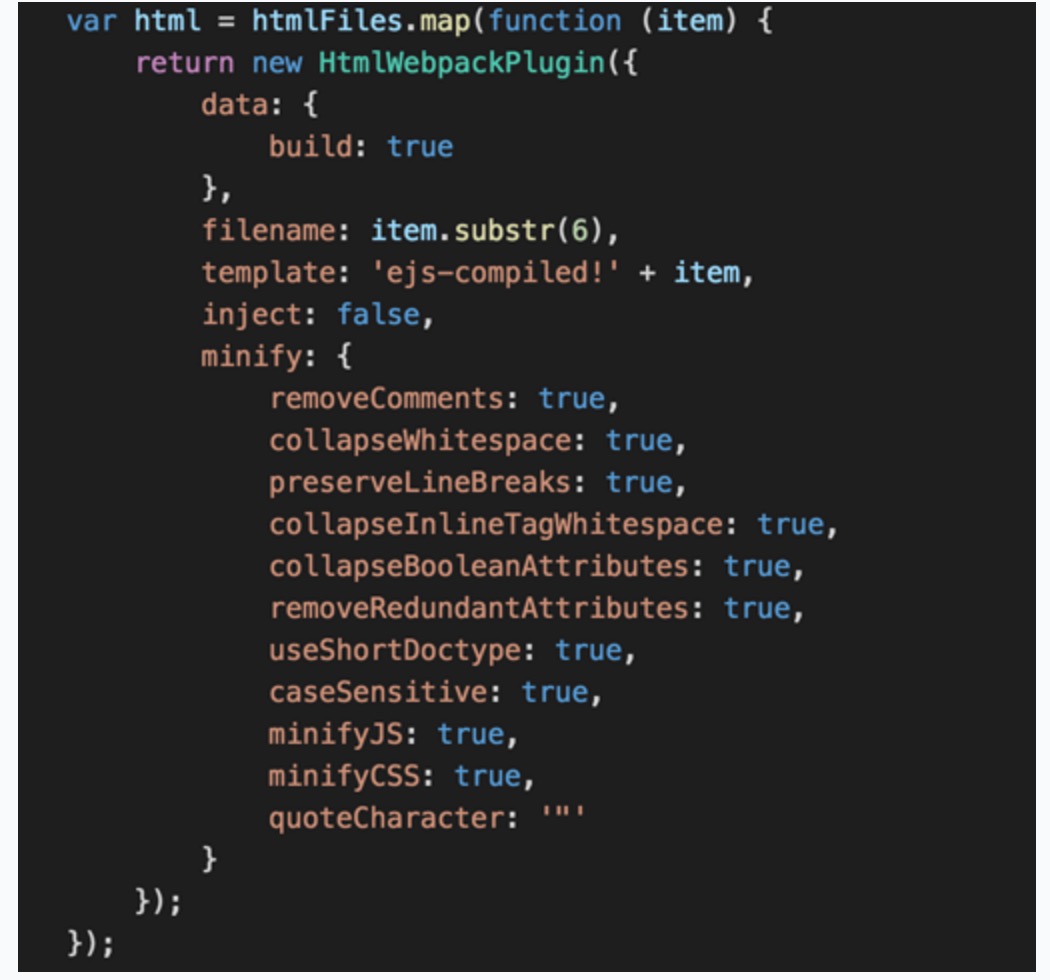 var html = htmlFiles.map(function (item) {
return new HtmlWebpackPlugin({
data: {
build: true
},
filename: item.substr(6),
template: 'ejs-compiled!' + item,
inject: false,
minify: {
removeComments: true,
collapseWhitespace: true,
preserveLineBreaks: true,
collapseInlineTagWhitespace: true,
collapseBooleanAttributes: true,
removeRedundantAttributes: true,
useShortDoctype: true,
caseSensitive: true,
minifyJS: true,
minifyCSS: true,
quoteCharacter: '"'
}
});
});